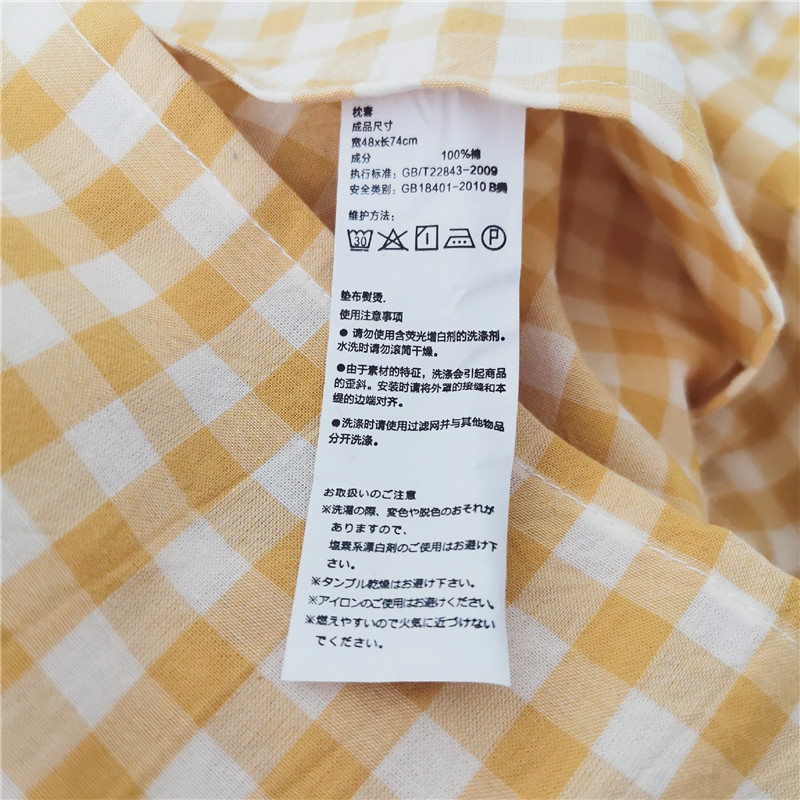 枕套
成品尺寸
宽48x长74cm
成分 100%棉
执行标准: GB/T22843-2009
安全类别: GB18401-2010 B类
维护方法:
30 P
垫布熨烫.
使用注意事项
● 请勿使用含荧光增白剂的洗涤剂。
水洗时请勿滚筒干燥。
●由于素材的特征，洗涤会引起商品
的歪斜。安装时请将外罩的接缝和本
缇的边端对齐。
●洗涤时请使用过滤网并与其他物品
分开洗涤。
お取扱いのご注意
※洗濯の際、変色や脱色のおそれが
ありますので、
塩素系漂白剤のご使用はお避け下
さい。
※タンブル乾燥はお避け下さい。
※アイロンのご使用はお避けください。
※燃えやすいので火気に近づけない
でください。